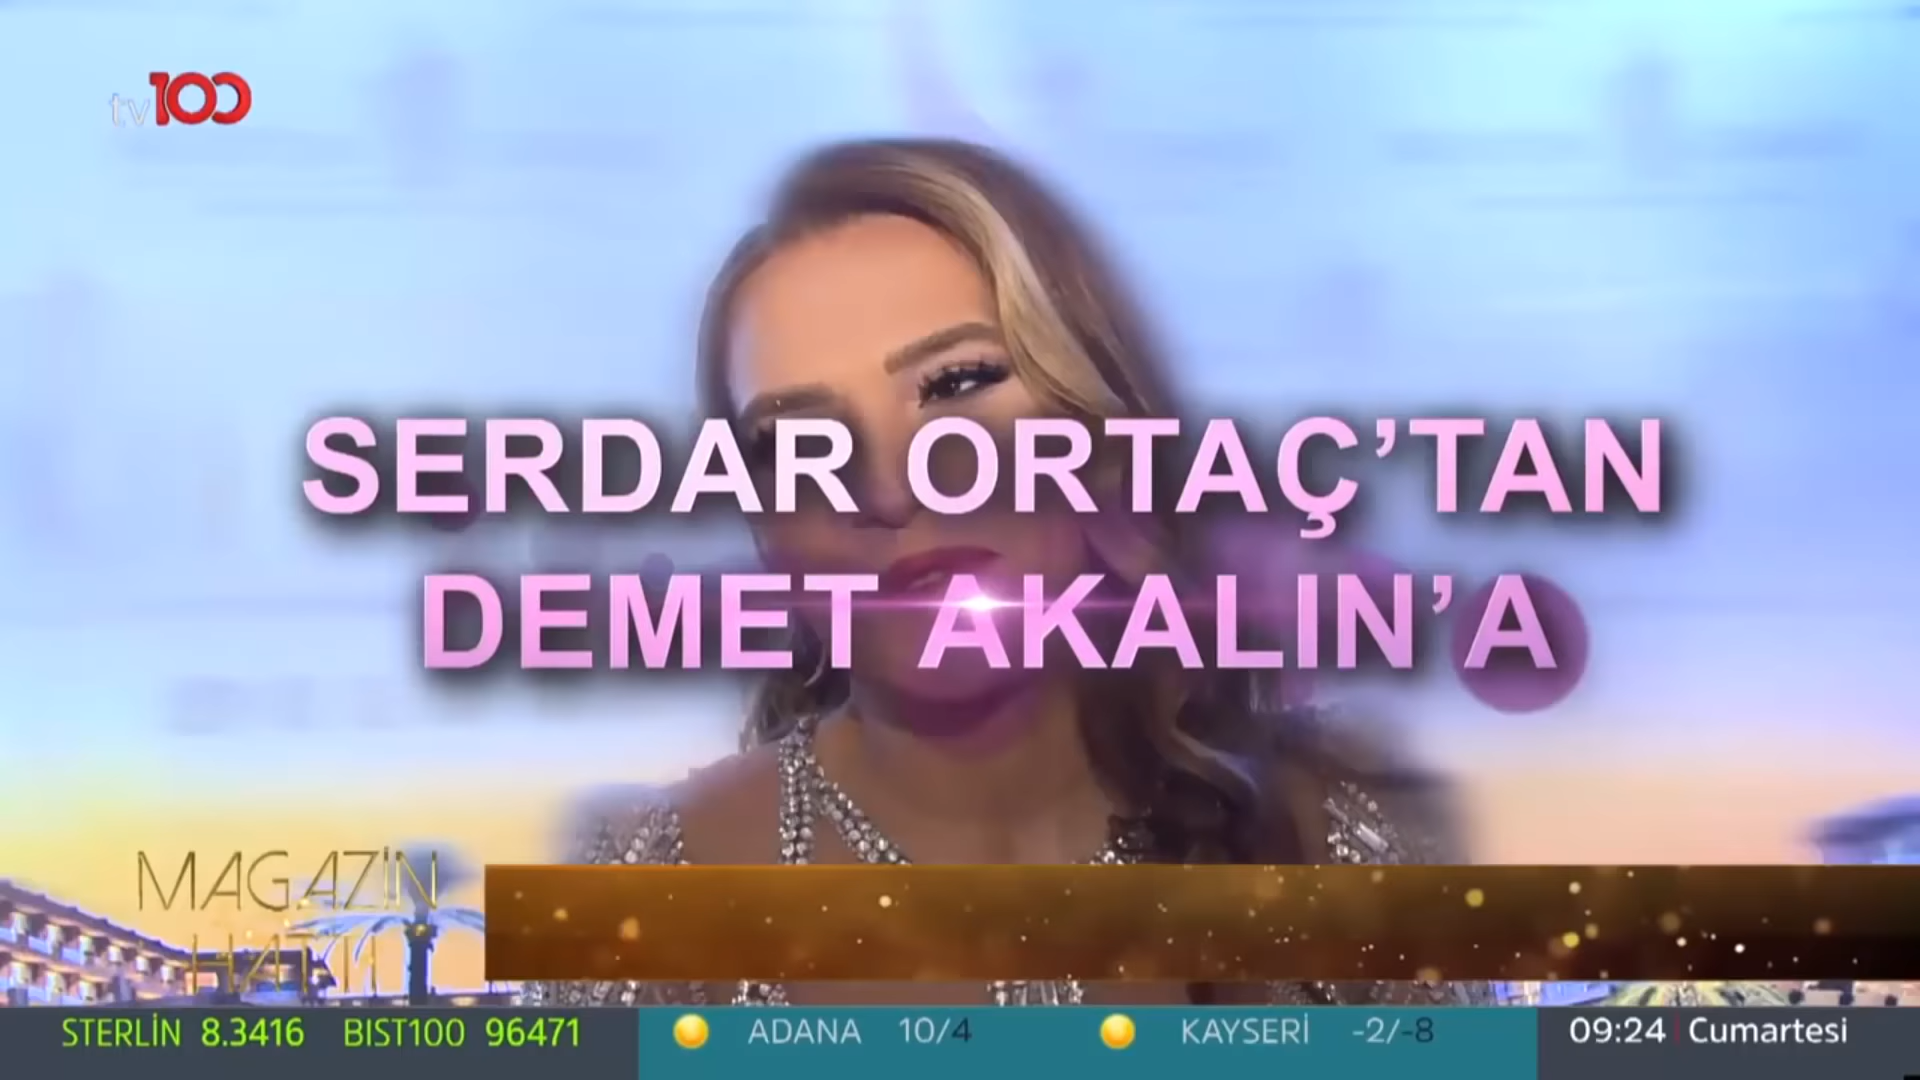 tv100
SERDAR ORTAÇ’TAN
DEMET AKALIN’A
MAGAZİN
HATTI
STERLİN 8.3416 BIST100 96471 ADANA 10/4 KAYSERİ -2/-8 09:24 Cumartesi